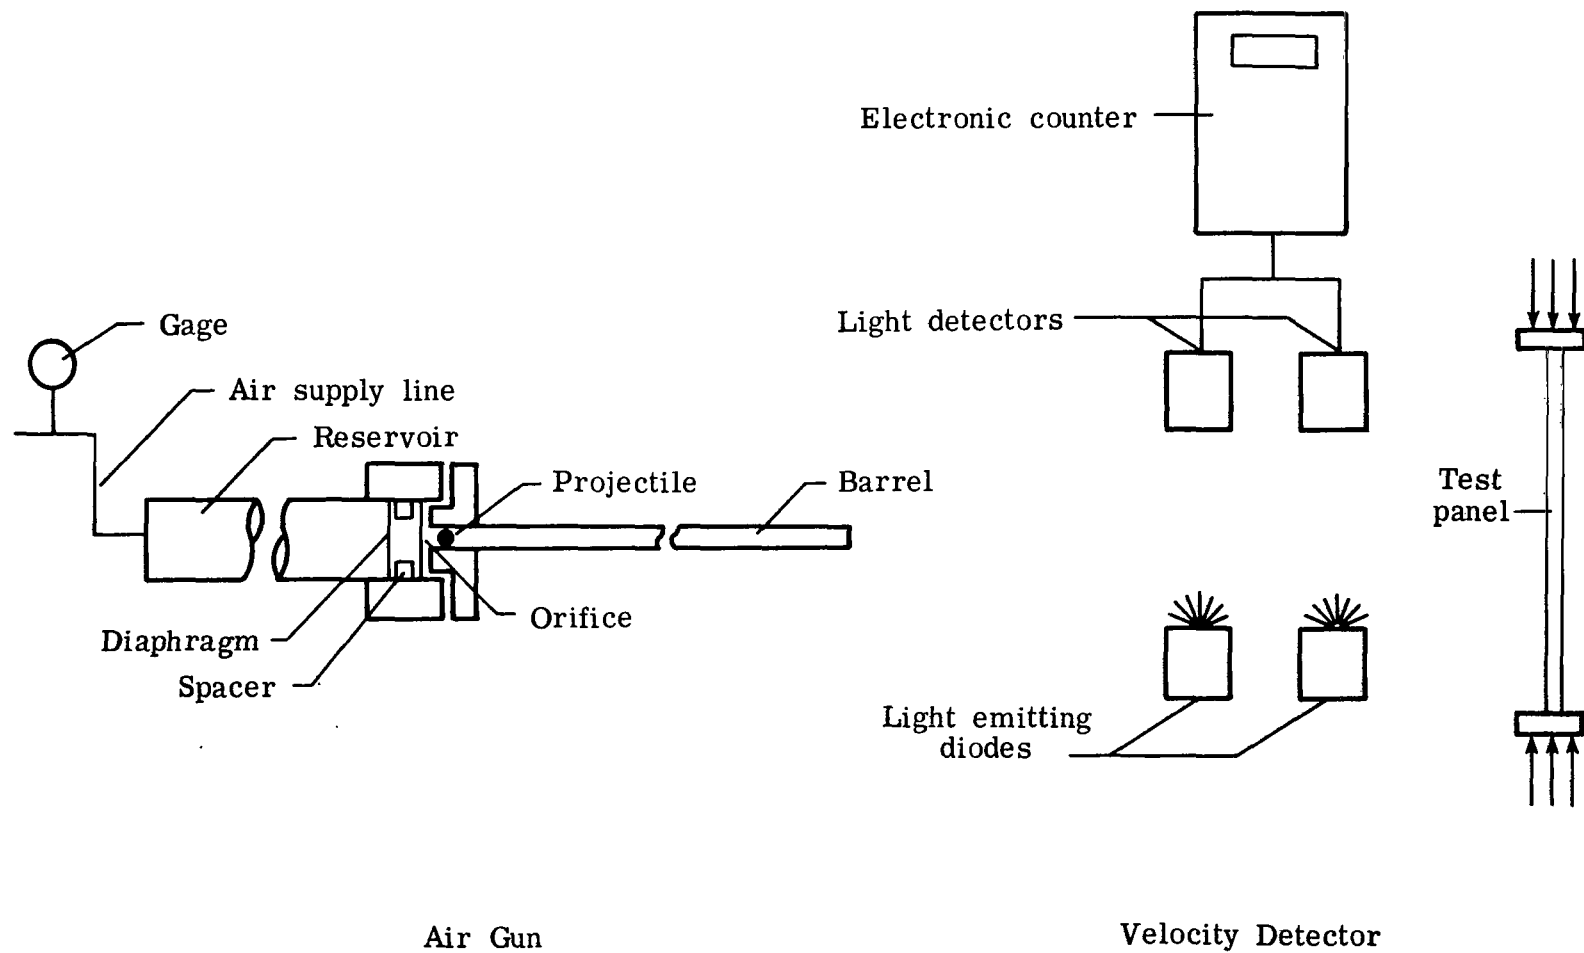 Electronic counter
Light detectors
Gage
Air supply line
Reservoir
Projectile
Barrel
Test
panel
Orifice
Diaphragm
Spacer
Light emitting
diodes
Air Gun
Velocity Detector